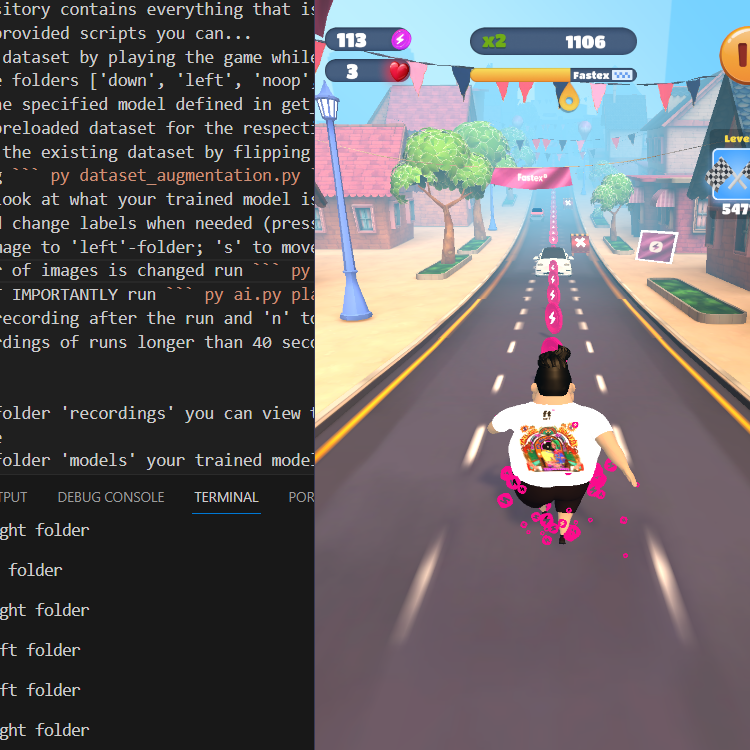 sitory contains everything that is
provided scripts you can...
dataset by playing the game while
e folders ['down', 'left', 'noop'
he specified model defined in get
preloaded dataset for the respecti
the existing dataset by flipping
g ``` py dataset_augmentation.py
look at what your trained model is
d change labels when needed (press
mage to 'left'-folder; 's' to move
r of images is changed run ``` py
T IMPORTANTLY run ``` py ai.py pla
recording after the run and 'n' to
rdings of runs longer than 40 seco
folder 'recordings' you can view t
e
folder 'models' your trained model
TPUT DEBUG CONSOLE TERMINAL POR
ght folder
folder
ght folder
ft folder
ft folder
ght folder
113
x2 1106
3
Fastex
Fastex
Leve
547